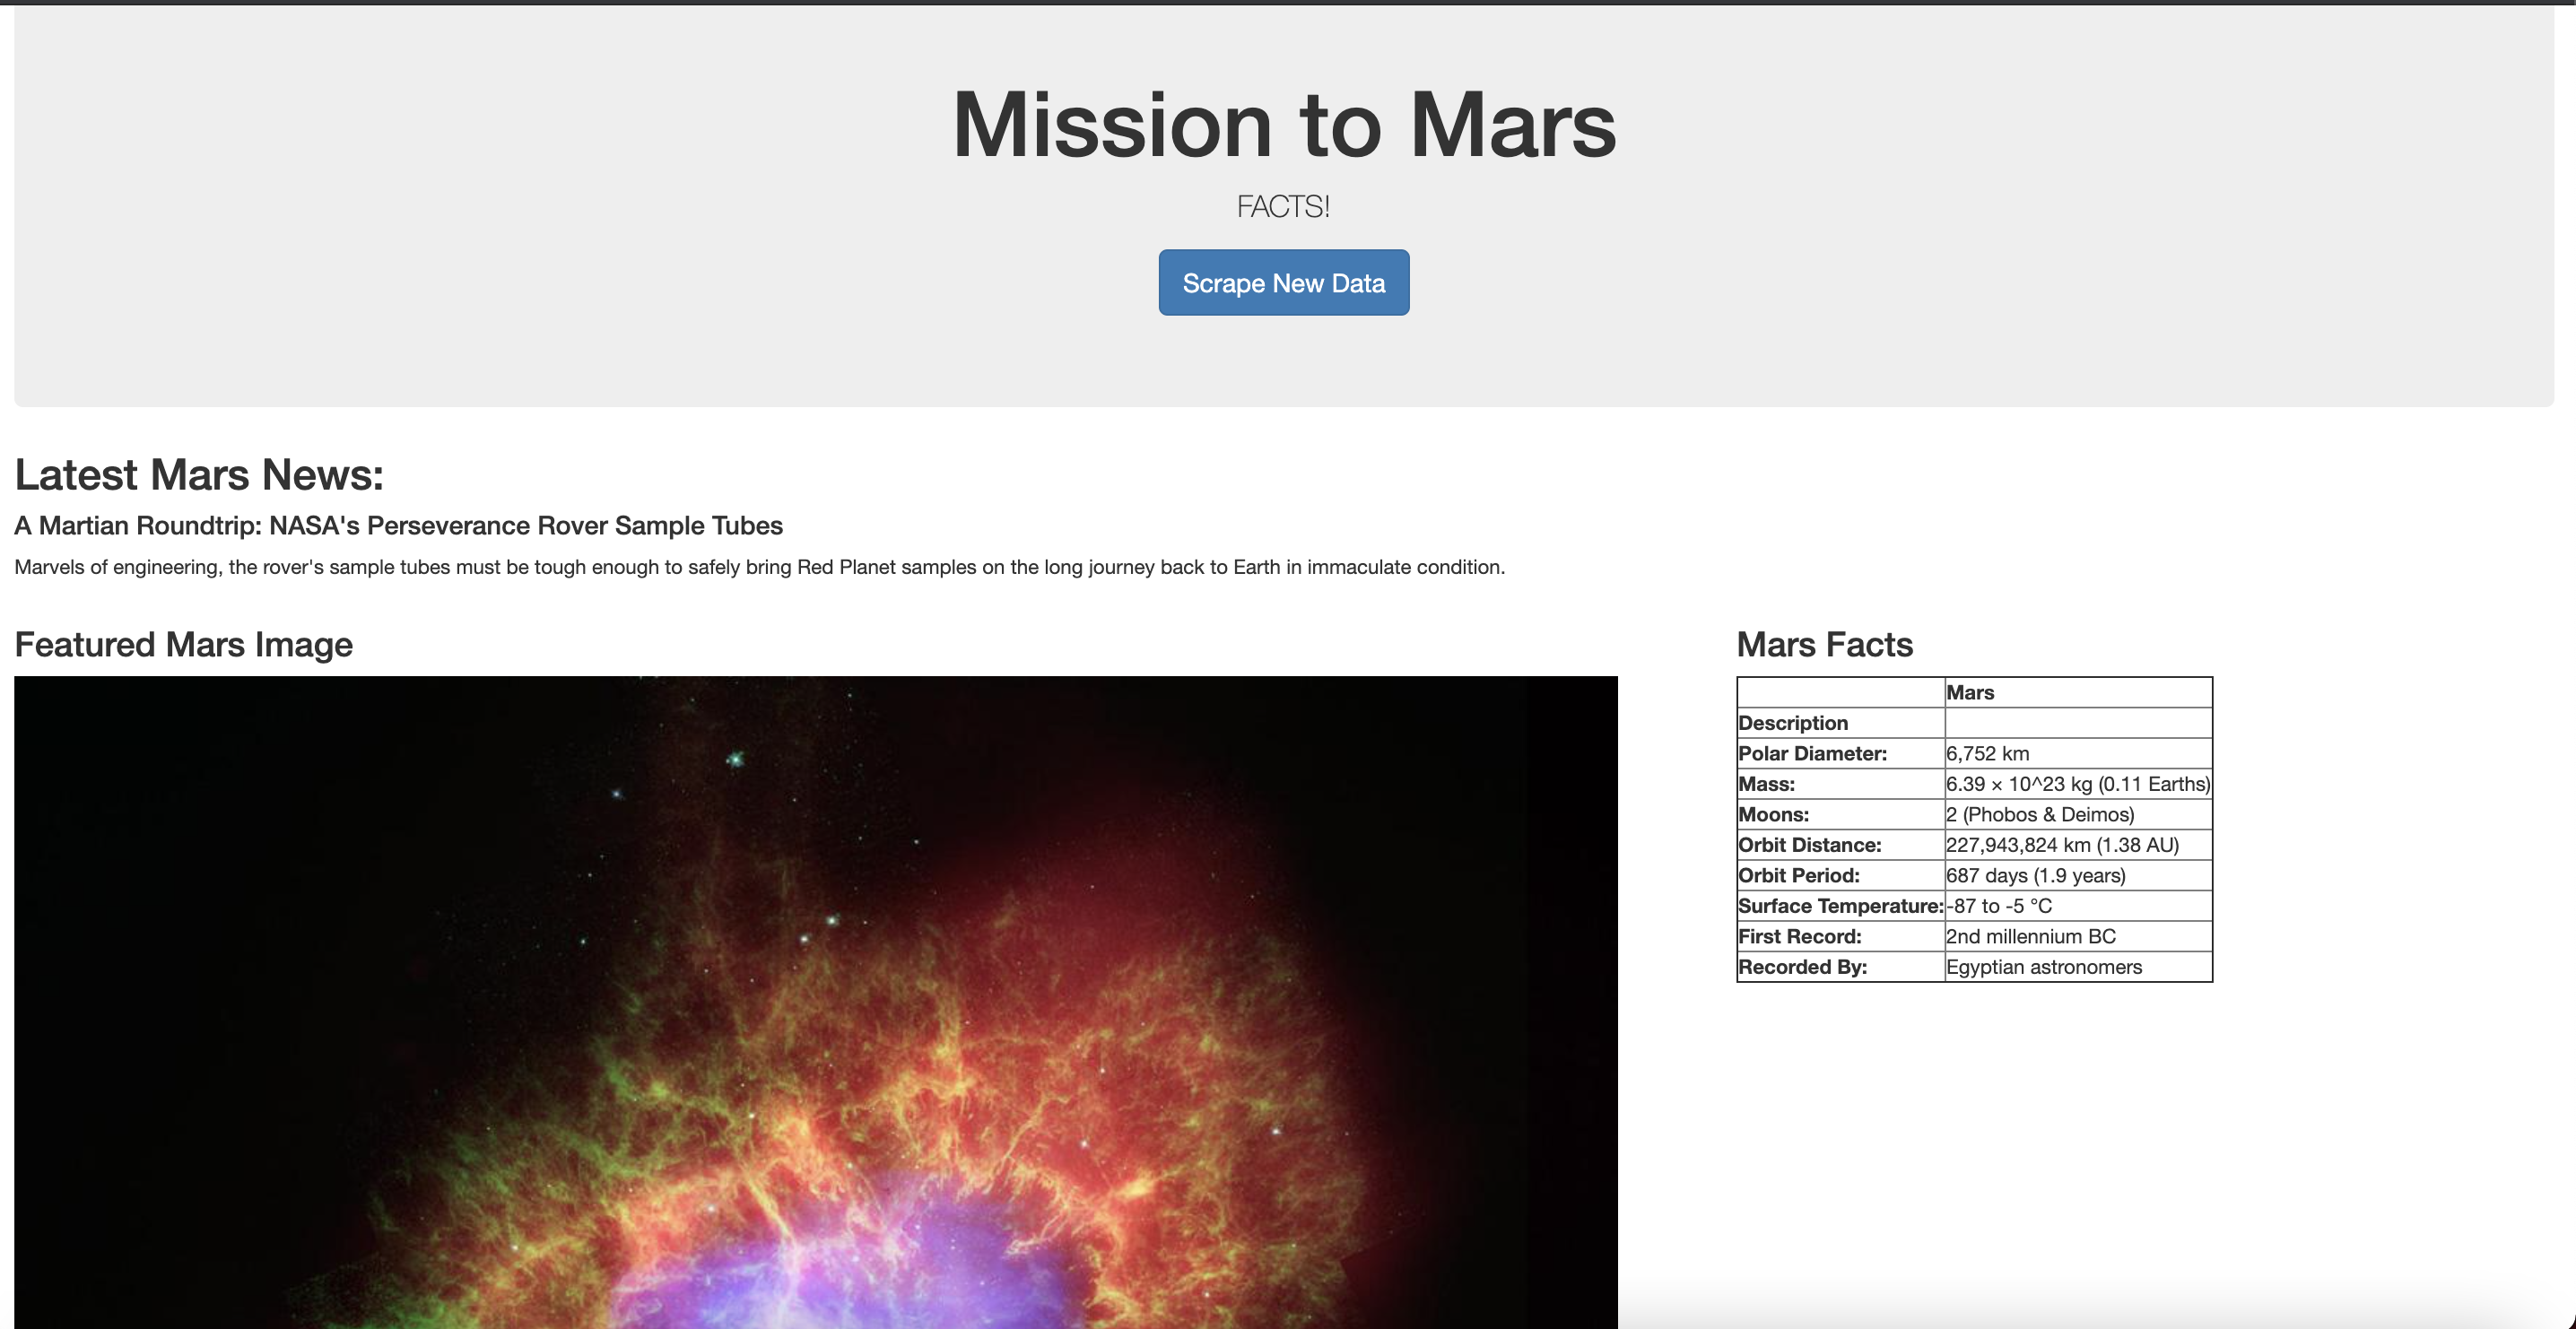 Mission to Mars
FACTS!
Scrape New Data
Latest Mars News:
A Martian Roundtrip: NASA's Perseverance Rover Sample Tubes
Marvels of engineering, the rover's sample tubes must be tough enough to safely bring Red Planet samples on the long journey back to Earth in immaculate condition.
Featured Mars Image
Mars Facts
Mars
Description
Polar Diameter: 6,752 km
Mass: 6.39 × 10^23 kg (0.11 Earths)
Moons: 2 (Phobos & Deimos)
Orbit Distance: 227,943,824 km (1.38 AU)
Orbit Period: 687 days (1.9 years)
Surface Temperature: -87 to -5 °C
First Record: 2nd millennium BC
Recorded By: Egyptian astronomers